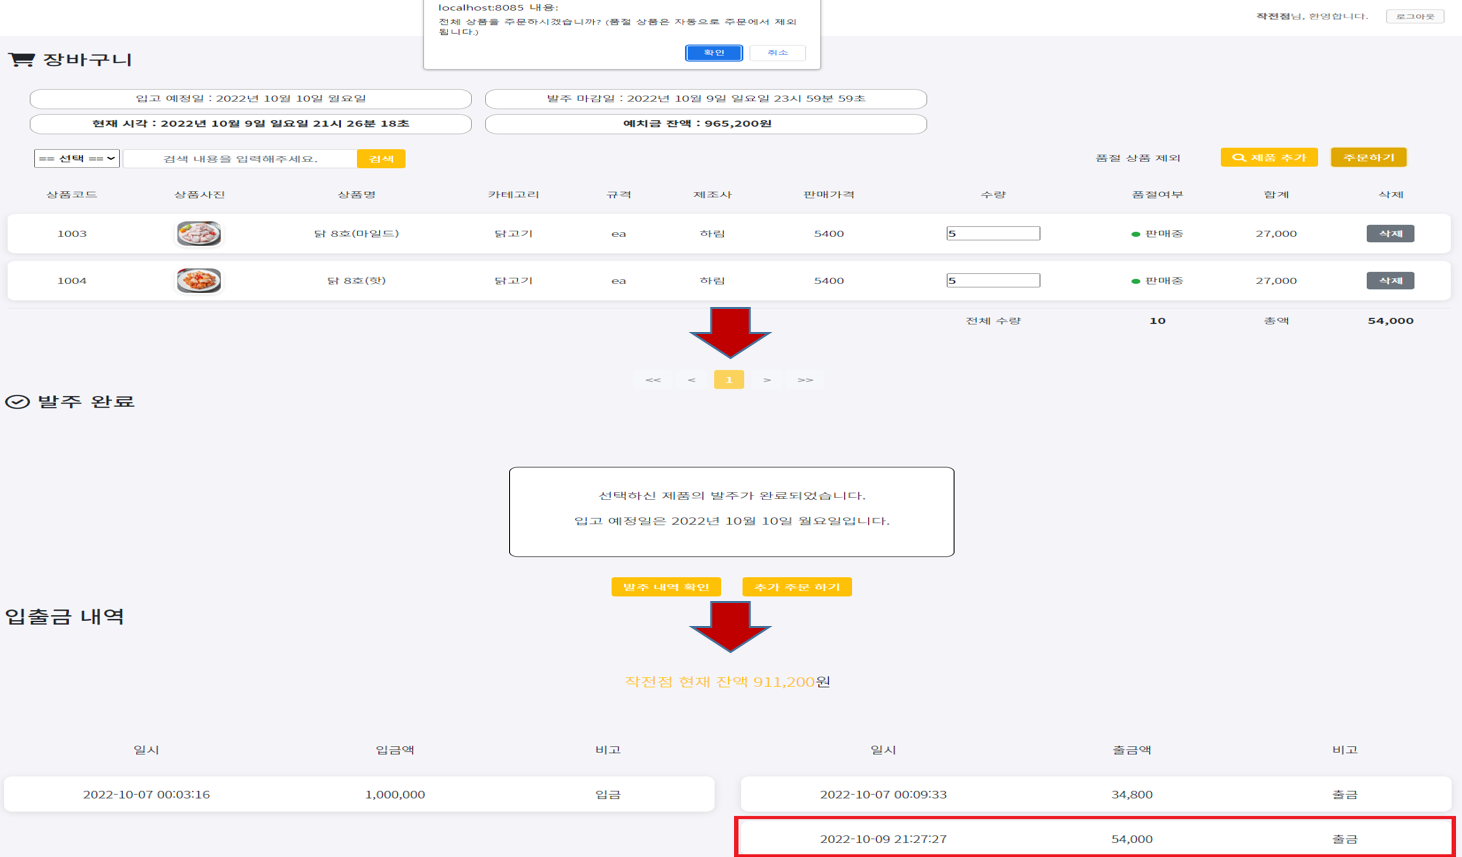 localhost:8085 내용:
전체 상품을 주문하시겠습니까? (품절 상품은 자동으로 주문에서 제외
됩니다.)
확인 취소
작전점님, 환영합니다. 로그아웃
장바구니
입고 예정일 : 2022년 10월 10일 월요일
발주 마감일 : 2022년 10월 9일 일요일 23시 59분 59초
현재 시각 : 2022년 10월 9일 일요일 21시 26분 18초
예치금 잔액 : 965,200원
== 선택 == 검색 내용을 입력해주세요. 검색 품절 상품 제외 제품 추가 주문하기
상품코드 상품사진 상품명 카테고리 규격 제조사 판매가격 수량 품절여부 합계 삭제
1003 닭 8호(마일드) 닭고기 ea 하림 5400 5 판매중 27,000 삭제
1004 닭 8호(핫) 닭고기 ea 하림 5400 5 판매중 27,000 삭제
전체 수량 10 총액 54,000
<< < 1 > >>
발주 완료
선택하신 제품의 발주가 완료되었습니다.
입고 예정일은 2022년 10월 10일 월요일입니다.
발주 내역 확인 추가 주문 하기
입출금 내역
작전점 현재 잔액 911,200원
일시 입금액 비고 일시 출금액 비고
2022-10-07 00:03:16 1,000,000 입금 2022-10-07 00:09:33 34,800 출금
2022-10-09 21:27:27 54,000 출금